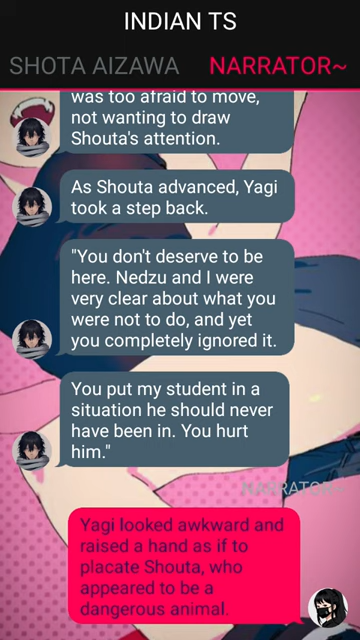 INDIAN TS
SHOTA AIZAWA NARRATOR~
was too afraid to move,
not wanting to draw
Shouta's attention.
As Shouta advanced, Yagi
took a step back.
"You don't deserve to be
here. Nedzu and I were
very clear about what you
were not to do, and yet
you completely ignored it.
You put my student in a
situation he should never
have been in. You hurt
him."
NARRATOR~
Yagi looked awkward and
raised a hand as if to
placate Shouta, who
appeared to be a
dangerous animal.